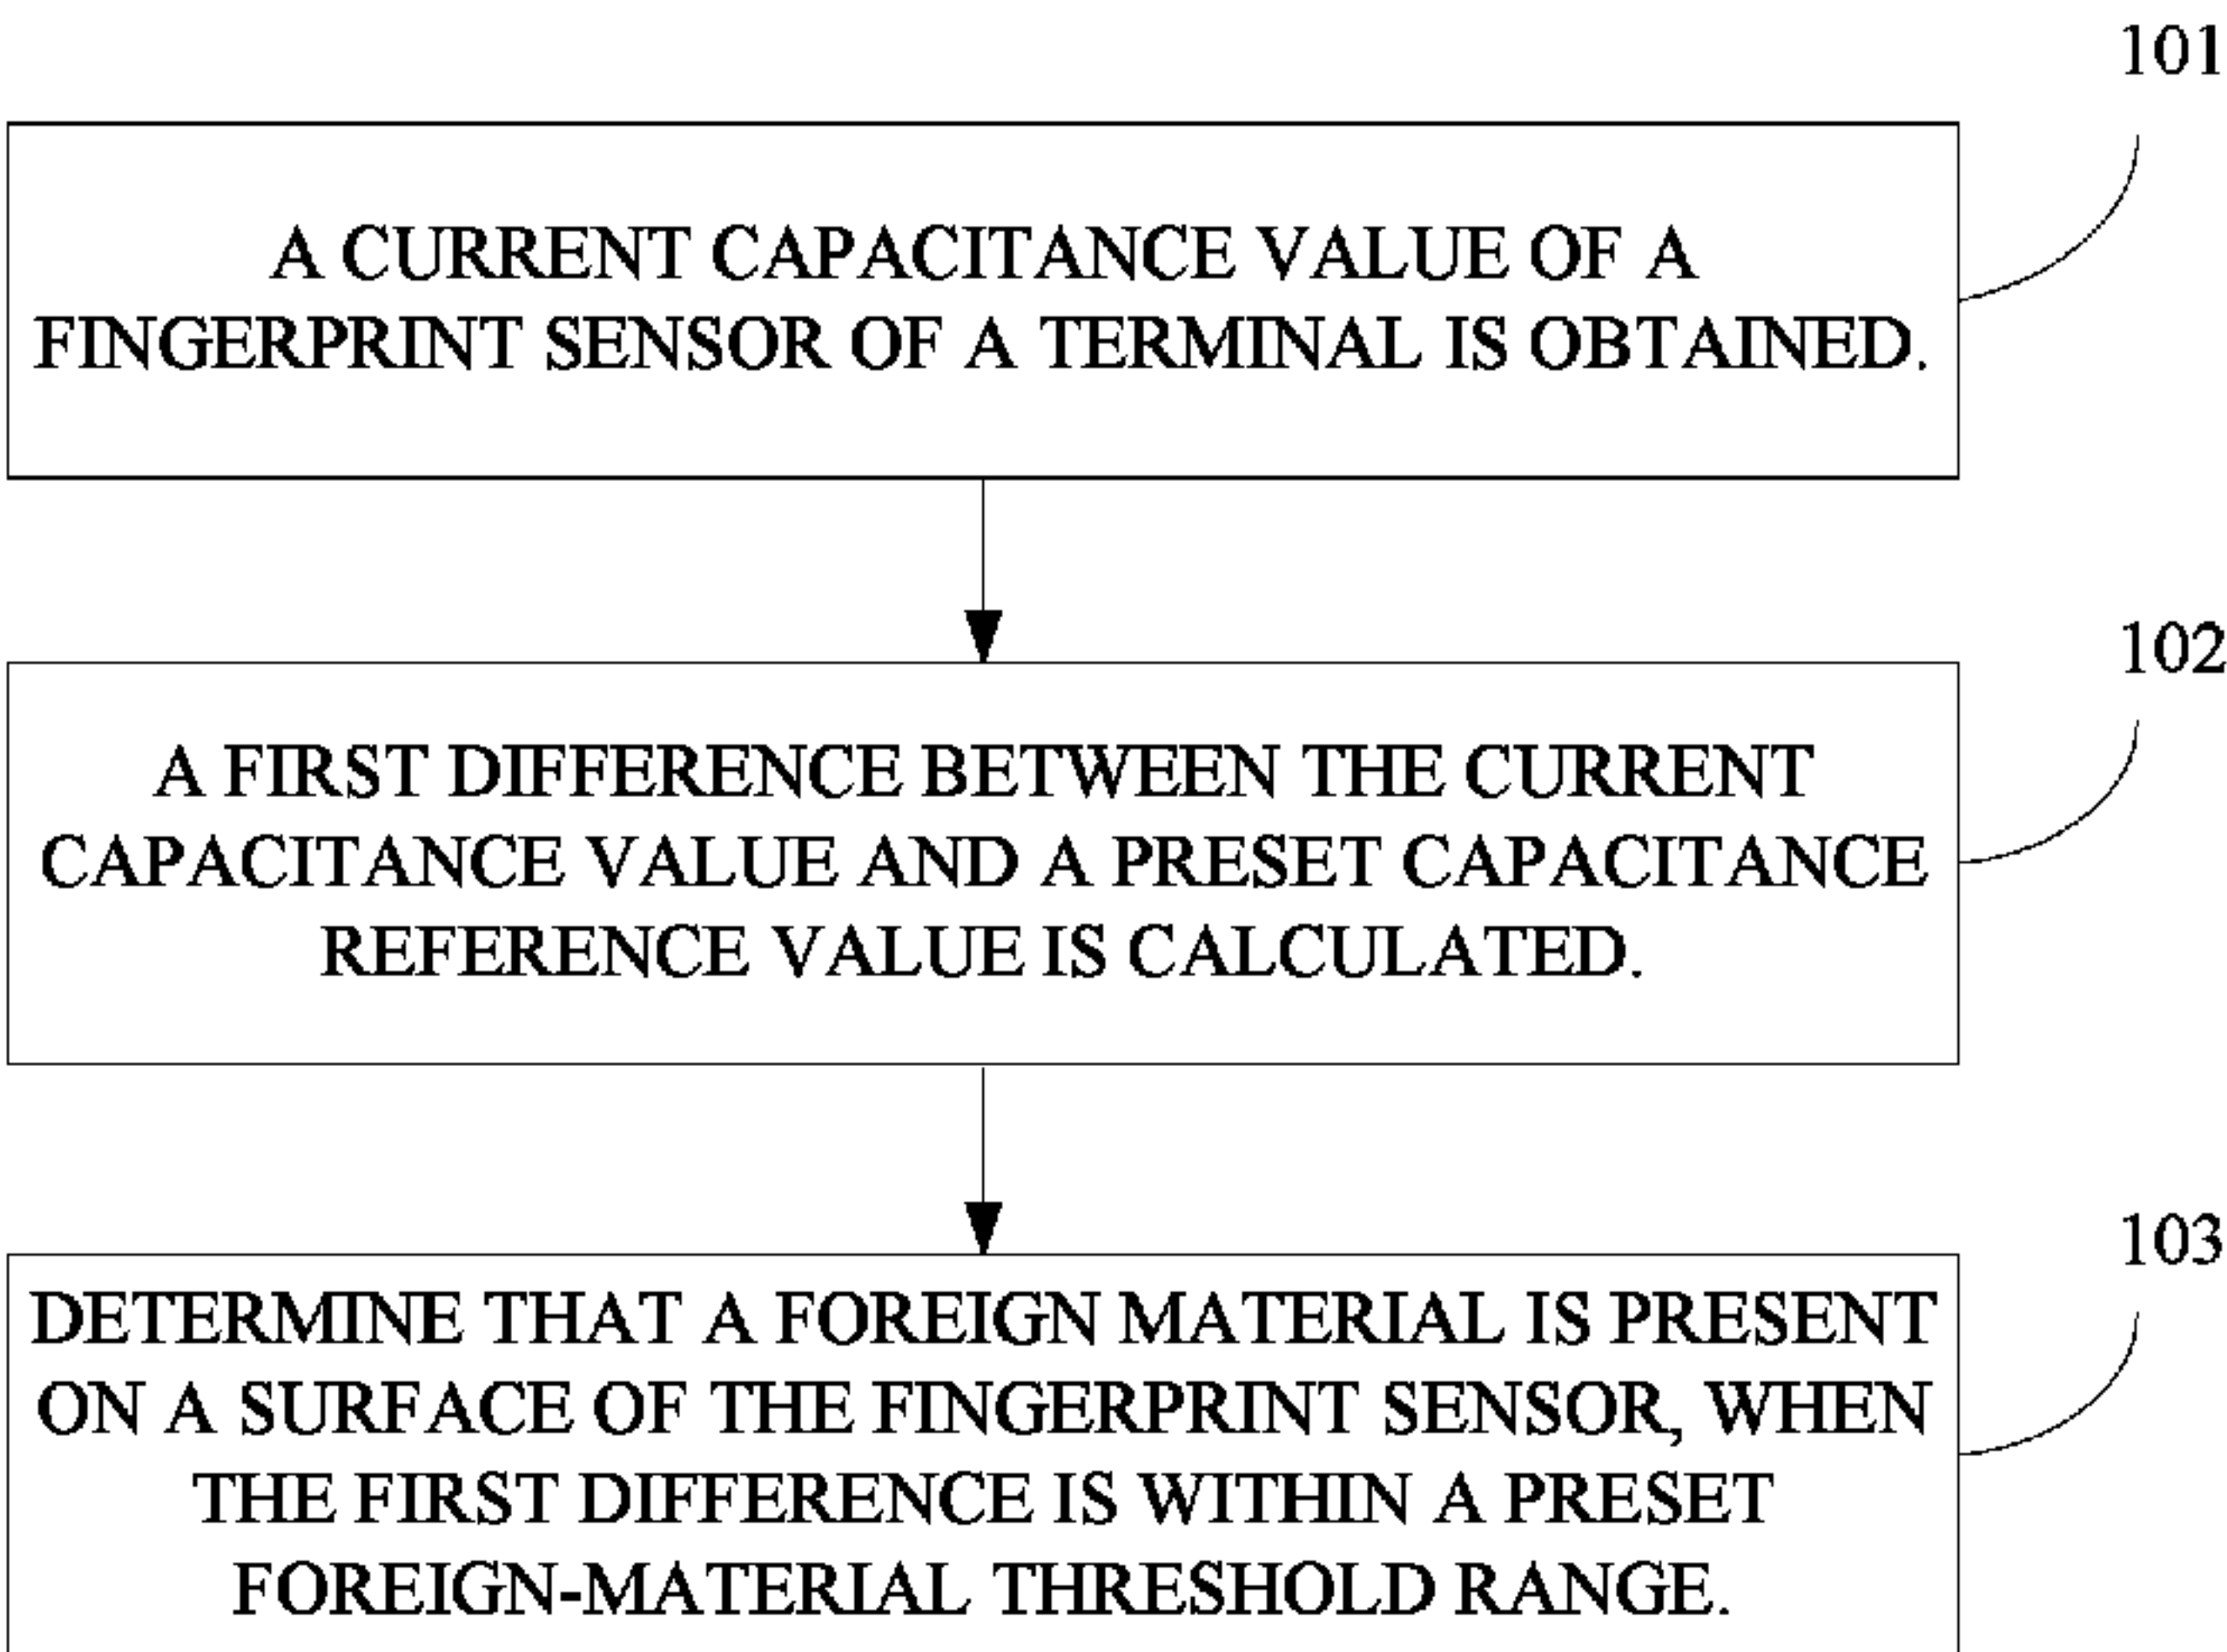 101
A CURRENT CAPACITANCE VALUE OF A
FINGERPRINT SENSOR OF A TERMINAL IS OBTAINED.
102
A FIRST DIFFERENCE BETWEEN THE CURRENT
CAPACITANCE VALUE AND A PRESET CAPACITANCE
REFERENCE VALUE IS CALCULATED.
103
DETERMINE THAT A FOREIGN MATERIAL IS PRESENT
ON A SURFACE OF THE FINGERPRINT SENSOR, WHEN
THE FIRST DIFFERENCE IS WITHIN A PRESET
FOREIGN-MATERIAL THRESHOLD RANGE.